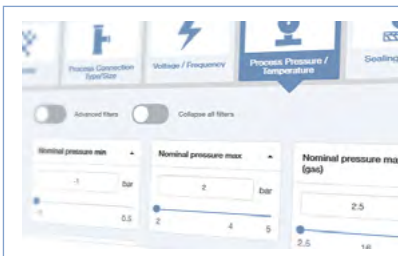 Process Connection
Type/Size
Voltage / Frequency
Process Pressure /
Temperature
Sealing
Advanced filters
Collapse all filters
Nominal pressure min
-1
bar
-1
0.5
Nominal pressure max
2
bar
2
4
5
Nominal pressure ma
(gas)
2.5
2.5
16